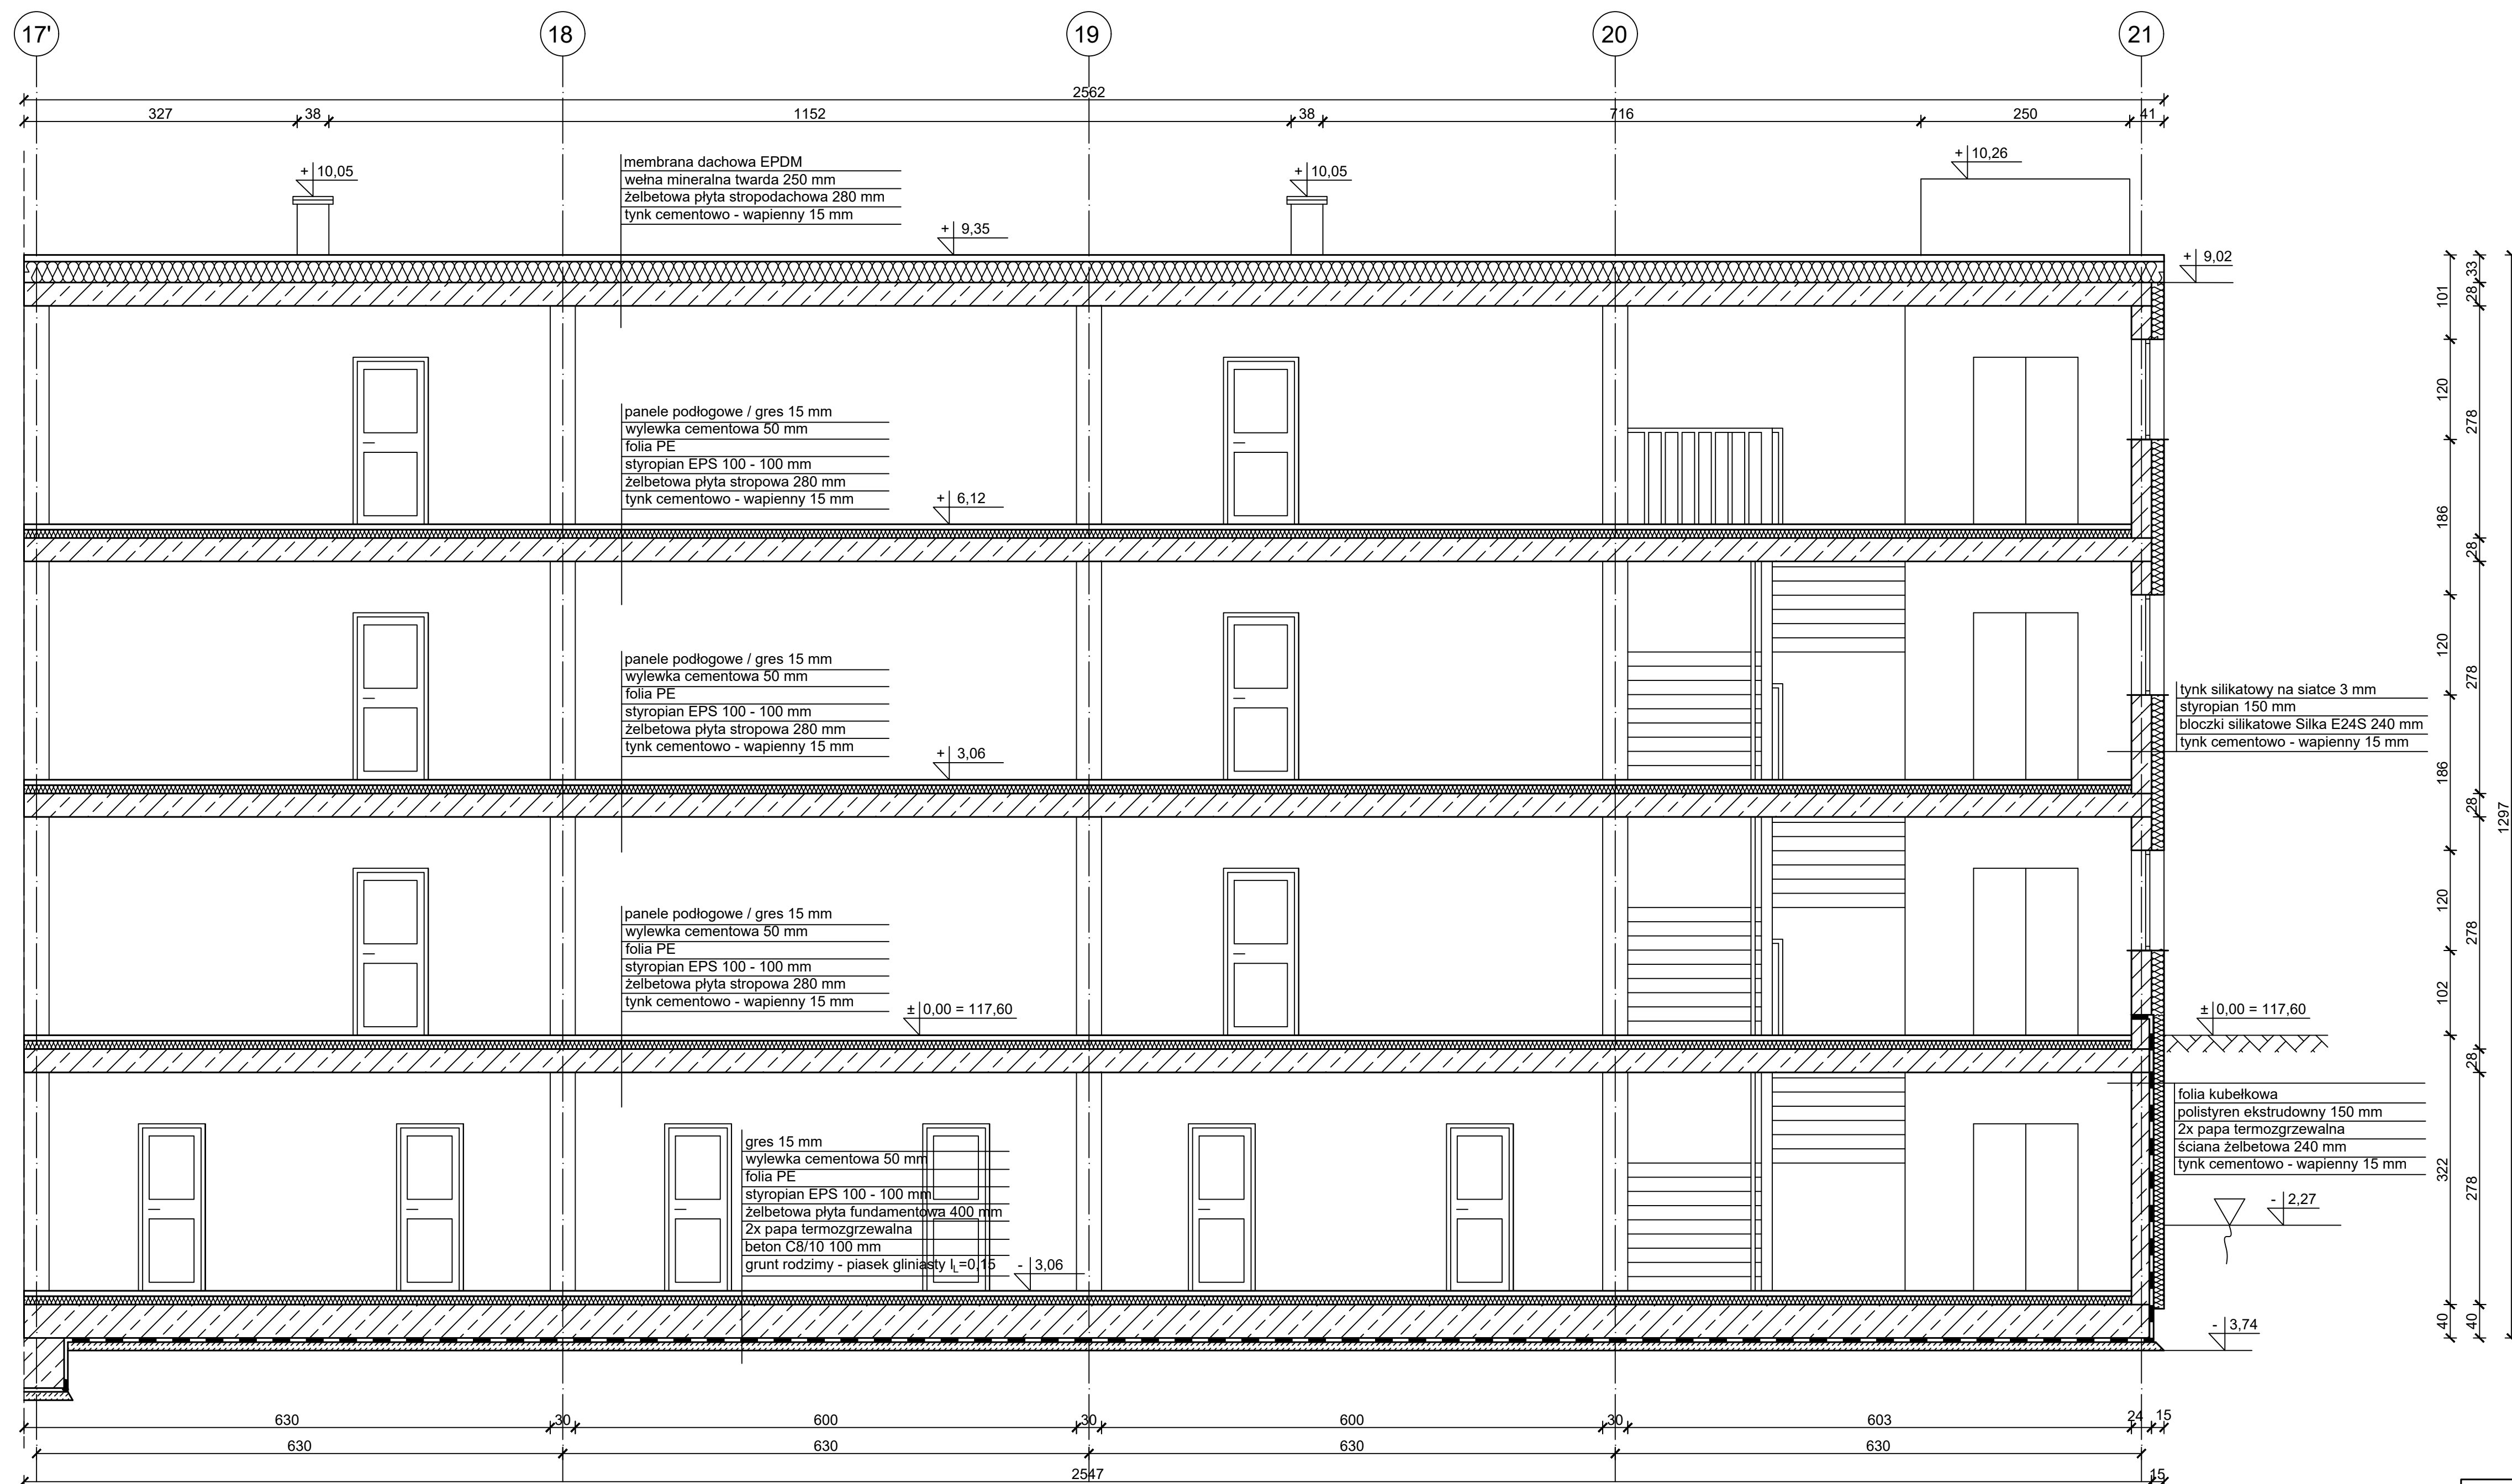 17' 18 19 20 21
2562
327 38 1152 38 716 250 41
+ 10,05
membrana dachowa EPDM
wełna mineralna twarda 250 mm
żelbetowa płyta stropodachowa 280 mm
tynk cementowo - wapienny 15 mm
+ 9,35
+ 10,05
+ 10,26
+ 9,02
panele podłogowe / gres 15 mm
wylewka cementowa 50 mm
folia PE
styropian EPS 100 - 100 mm
żelbetowa płyta stropowa 280 mm
tynk cementowo - wapienny 15 mm
+ 6,12
panele podłogowe / gres 15 mm
wylewka cementowa 50 mm
folia PE
styropian EPS 100 - 100 mm
żelbetowa płyta stropowa 280 mm
tynk cementowo - wapienny 15 mm
+ 3,06
tynk silikatowy na siatce 3 mm
styropian 150 mm
bloczki silikatowe Silka E24S 240 mm
tynk cementowo - wapienny 15 mm
panele podłogowe / gres 15 mm
wylewka cementowa 50 mm
folia PE
styropian EPS 100 - 100 mm
żelbetowa płyta stropowa 280 mm
tynk cementowo - wapienny 15 mm
± 0,00 = 117,60
± 0,00 = 117,60
gres 15 mm
wylewka cementowa 50 mm
folia PE
styropian EPS 100 - 100 mm
żelbetowa płyta fundamentowa 400 mm
2x papa termozgrzewalna
beton C8/10 100 mm
grunt rodzimy - piasek gliniasty IL=0,15
- 3,06
folia kubełkowa
polistyren ekstrudowny 150 mm
2x papa termozgrzewalna
ściana żelbetowa 240 mm
tynk cementowo - wapienny 15 mm
- 2,27
- 3,74
101
120
186
120
186
120
102
322
40
33
28
278
28
278
28
278
28
278
40
1297
630 30 600 30 600 30 603 24 15
630 630 630 630
2547 15